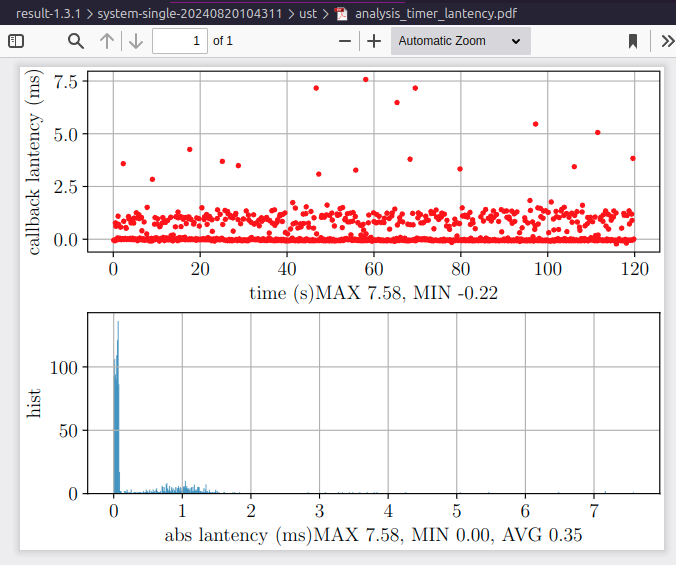 result-1.3.1 > system-single-20240820104311 > ust > analysis_timer_lantency.pdf
1 of 1 Automatic Zoom
7.5
5.0
2.5
0.0
callback lantency (ms)
0 20 40 60 80 100 120
time (s)MAX 7.58, MIN -0.22
100
50
0
hist
0 1 2 3 4 5 6 7
abs lantency (ms)MAX 7.58, MIN 0.00, AVG 0.35